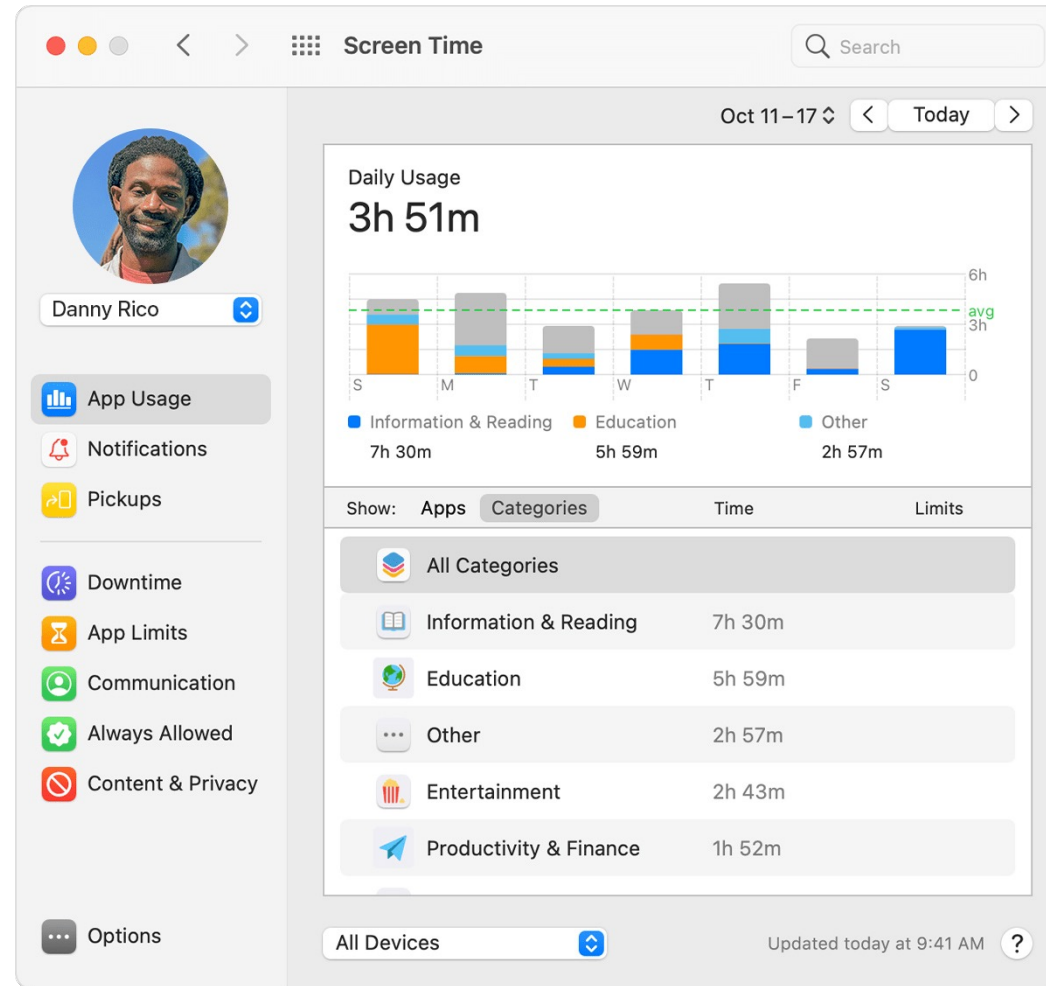 Screen Time
Search
Danny Rico
App Usage
Notifications
Pickups
Downtime
App Limits
Communication
Always Allowed
Content & Privacy
Options
Oct 11–17
Today
Daily Usage
3h 51m
6h
avg
3h
0
S M T W T F S
Information & Reading Education Other
7h 30m 5h 59m 2h 57m
Show: Apps Categories Time Limits
All Categories
Information & Reading 7h 30m
Education 5h 59m
Other 2h 57m
Entertainment 2h 43m
Productivity & Finance 1h 52m
All Devices
Updated today at 9:41 AM ?